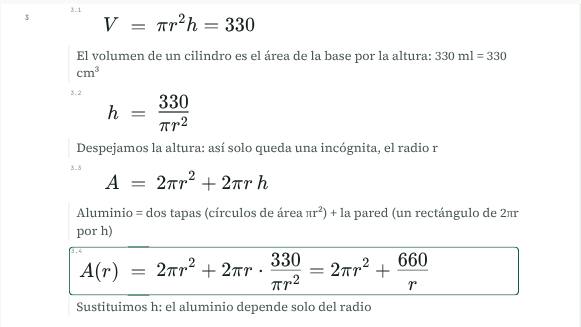 3
3.1
V = πr²h = 330
El volumen de un cilindro es el área de la base por la altura: 330 ml = 330
cm³
3.2
h = 330/πr²
Despejamos la altura: así solo queda una incógnita, el radio r
3.3
A = 2πr² + 2πr h
Aluminio = dos tapas (círculos de área πr²) + la pared (un rectángulo de 2πr
por h)
3.4
A(r) = 2πr² + 2πr · 330/πr² = 2πr² + 660/r
Sustituimos h: el aluminio depende solo del radio